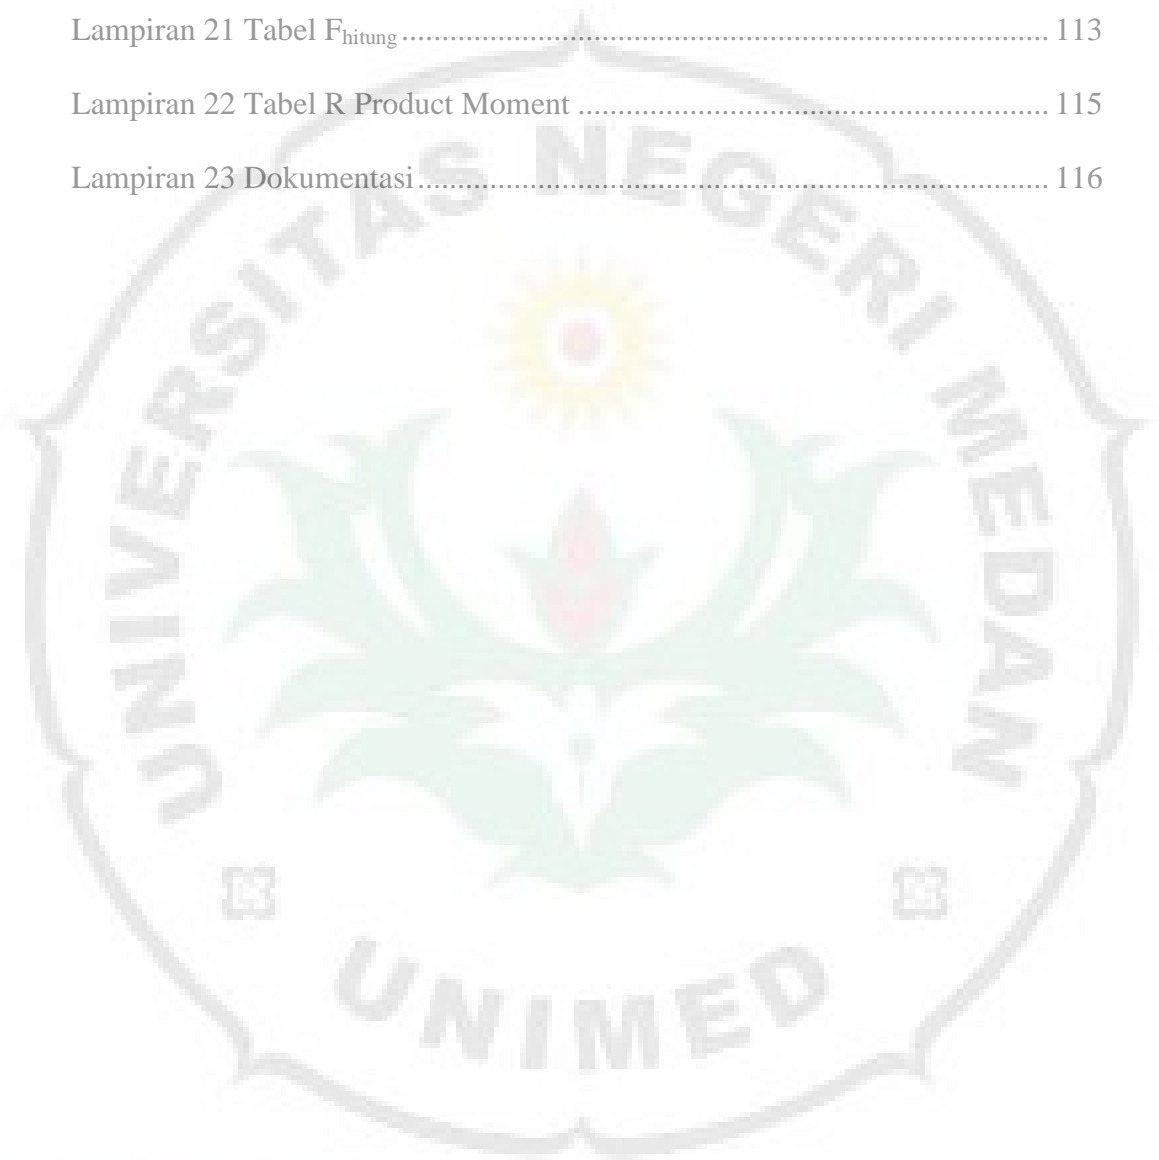 Lampiran 21 Tabel Fhitung ........................................................................ 113
Lampiran 22 Tabel R Product Moment .................................................... 115
Lampiran 23 Dokumentasi ...................................................................... 116
UNIVERSITAS NEGERI MEDAN
UNIMED